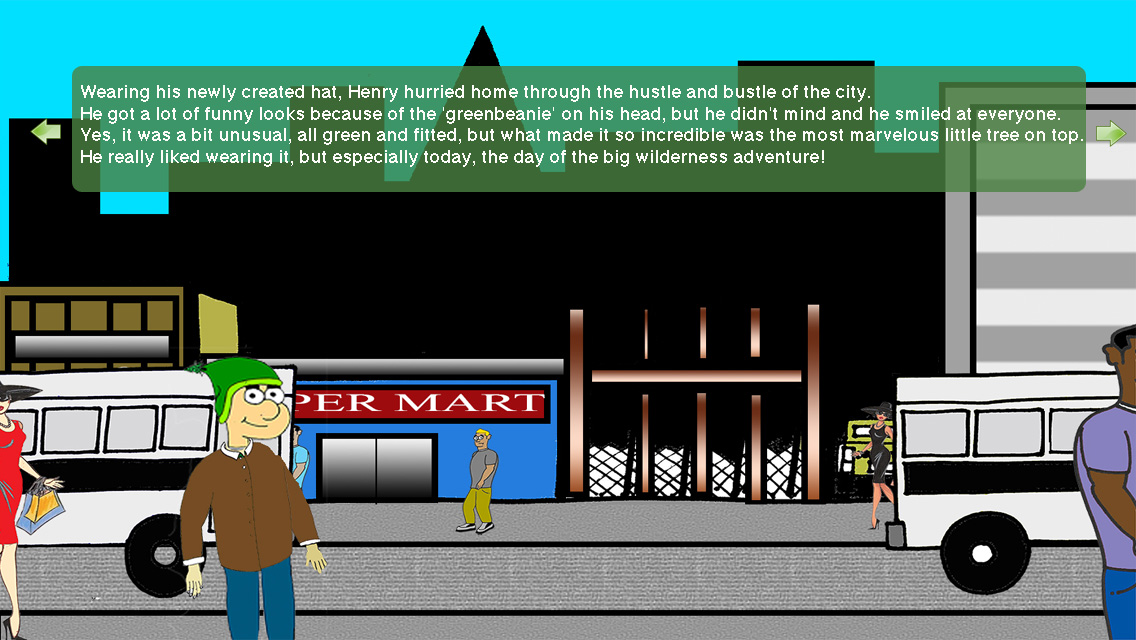 Wearing his newly created hat, Henry hurried home through the hustle and bustle of the city.
He got a lot of funny looks because of the 'greenbeanie' on his head, but he didn't mind and he smiled at everyone.
Yes, it was a bit unusual, all green and fitted, but what made it so incredible was the most marvelous little tree on top.
He really liked wearing it, but especially today, the day of the big wilderness adventure!
PER MART